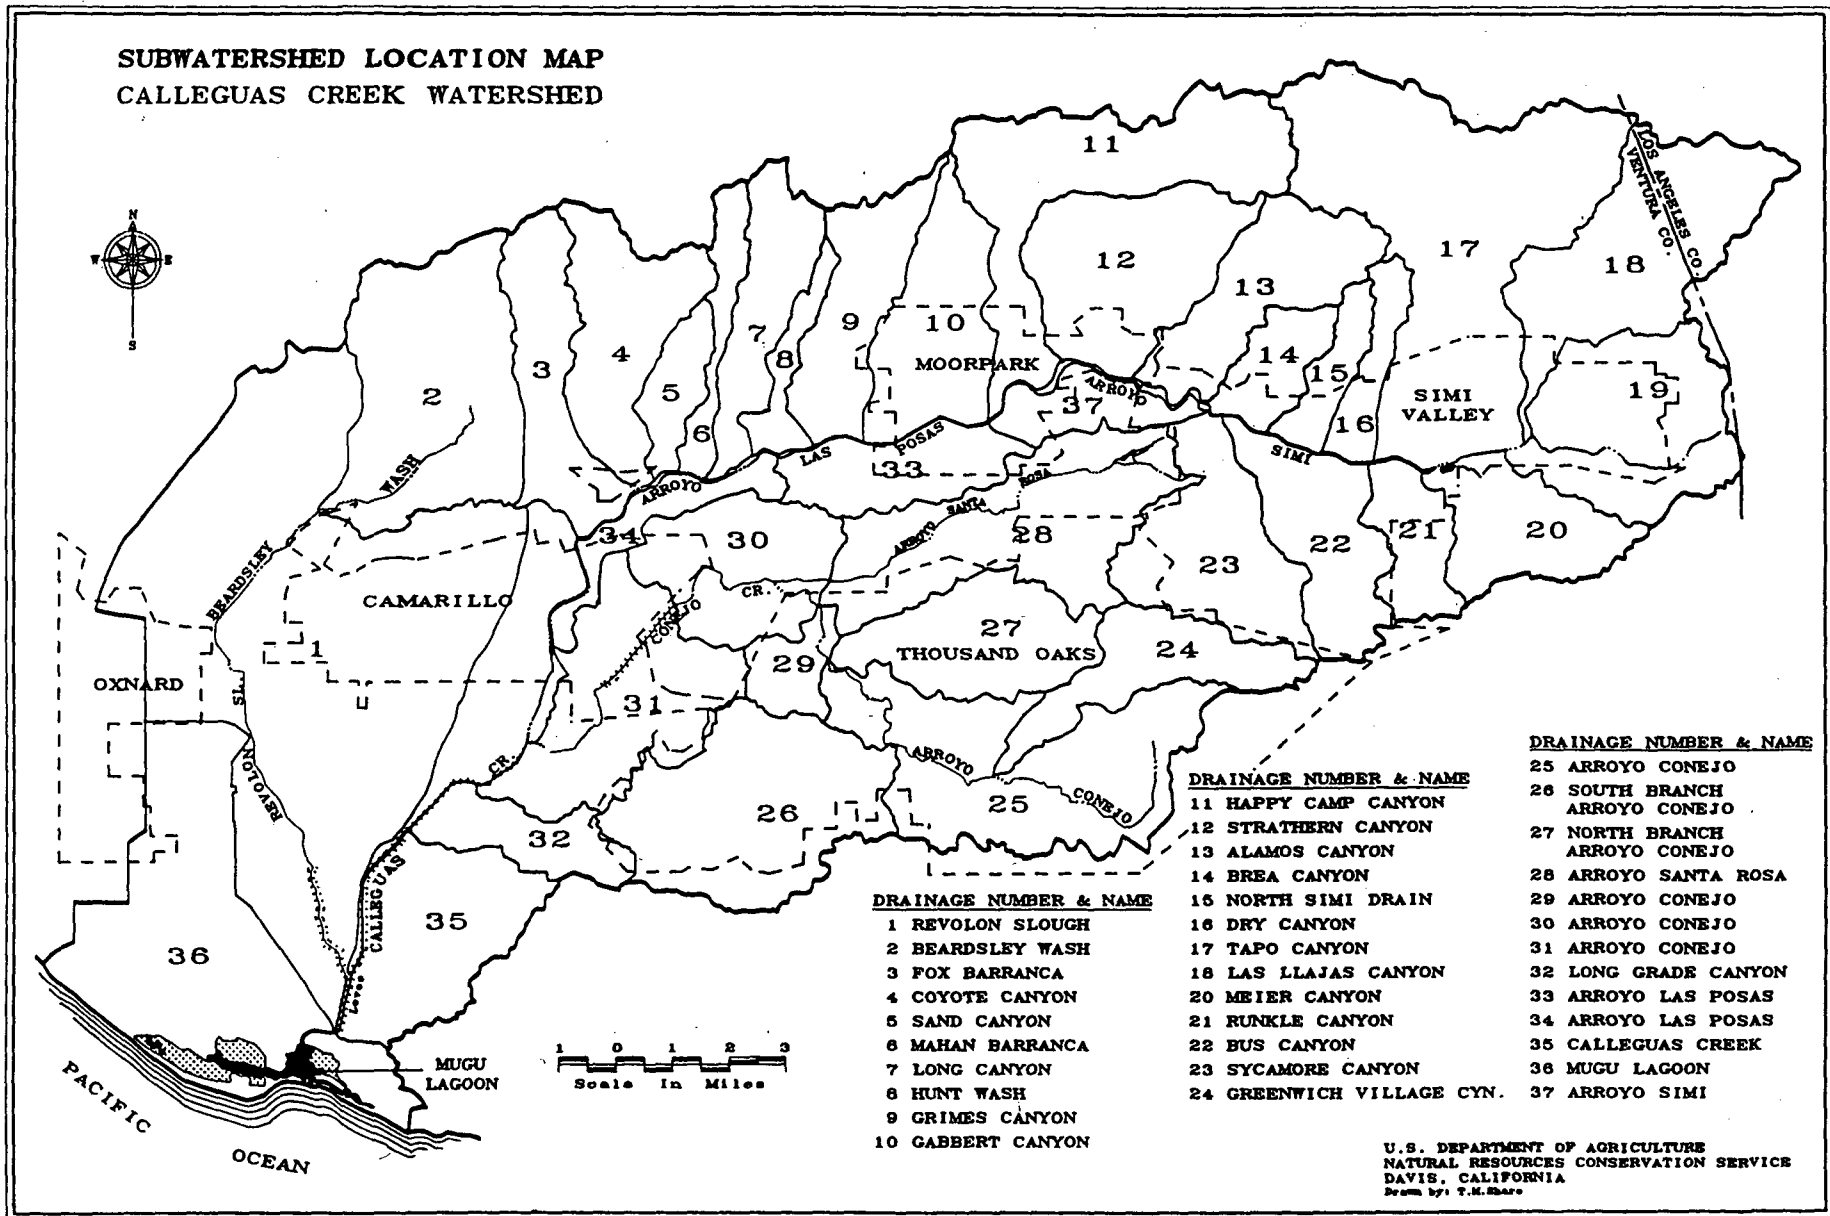 SUBWATERSHED LOCATION MAP
CALLEGUAS CREEK WATERSHED
N
W
E
S
LOS ANGELES CO.
VENTURA CO.
11
12
13
17
18
2
3
4
5
6
7
8
9
10
MOORPARK
14
15
16
SIMI
VALLEY
19
37
ARROYO
SIMI
33
ARROYO
LAS
POSAS
BEARDSLEY
WASH
34
30
ARROYO
SANTA
ROSA
28
23
22
21
20
CAMARILLO
CONEJO
CR.
1
OXNARD
REVOLON
SL.
27
THOUSAND OAKS
24
29
31
CALLEGUAS
CR.
Levee
ARROYO
CONEJO
25
26
32
35
36
PACIFIC
OCEAN
MUGU
LAGOON
1 0 1 2 3
Scale In Miles
DRAINAGE NUMBER & NAME
1 REVOLON SLOUGH
2 BEARDSLEY WASH
3 FOX BARRANCA
4 COYOTE CANYON
5 SAND CANYON
6 MAHAN BARRANCA
7 LONG CANYON
8 HUNT WASH
9 GRIMES CANYON
10 GABBERT CANYON
DRAINAGE NUMBER & NAME
11 HAPPY CAMP CANYON
12 STRATHERN CANYON
13 ALAMOS CANYON
14 BREA CANYON
15 NORTH SIMI DRAIN
16 DRY CANYON
17 TAPO CANYON
18 LAS LLAJAS CANYON
20 MEIER CANYON
21 RUNKLE CANYON
22 BUS CANYON
23 SYCAMORE CANYON
24 GREENWICH VILLAGE CYN.
DRAINAGE NUMBER & NAME
25 ARROYO CONEJO
26 SOUTH BRANCH
ARROYO CONEJO
27 NORTH BRANCH
ARROYO CONEJO
28 ARROYO SANTA ROSA
29 ARROYO CONEJO
30 ARROYO CONEJO
31 ARROYO CONEJO
32 LONG GRADE CANYON
33 ARROYO LAS POSAS
34 ARROYO LAS POSAS
35 CALLEGUAS CREEK
36 MUGU LAGOON
37 ARROYO SIMI
U.S. DEPARTMENT OF AGRICULTURE
NATURAL RESOURCES CONSERVATION SERVICE
DAVIS, CALIFORNIA
Drawn by: T.M.